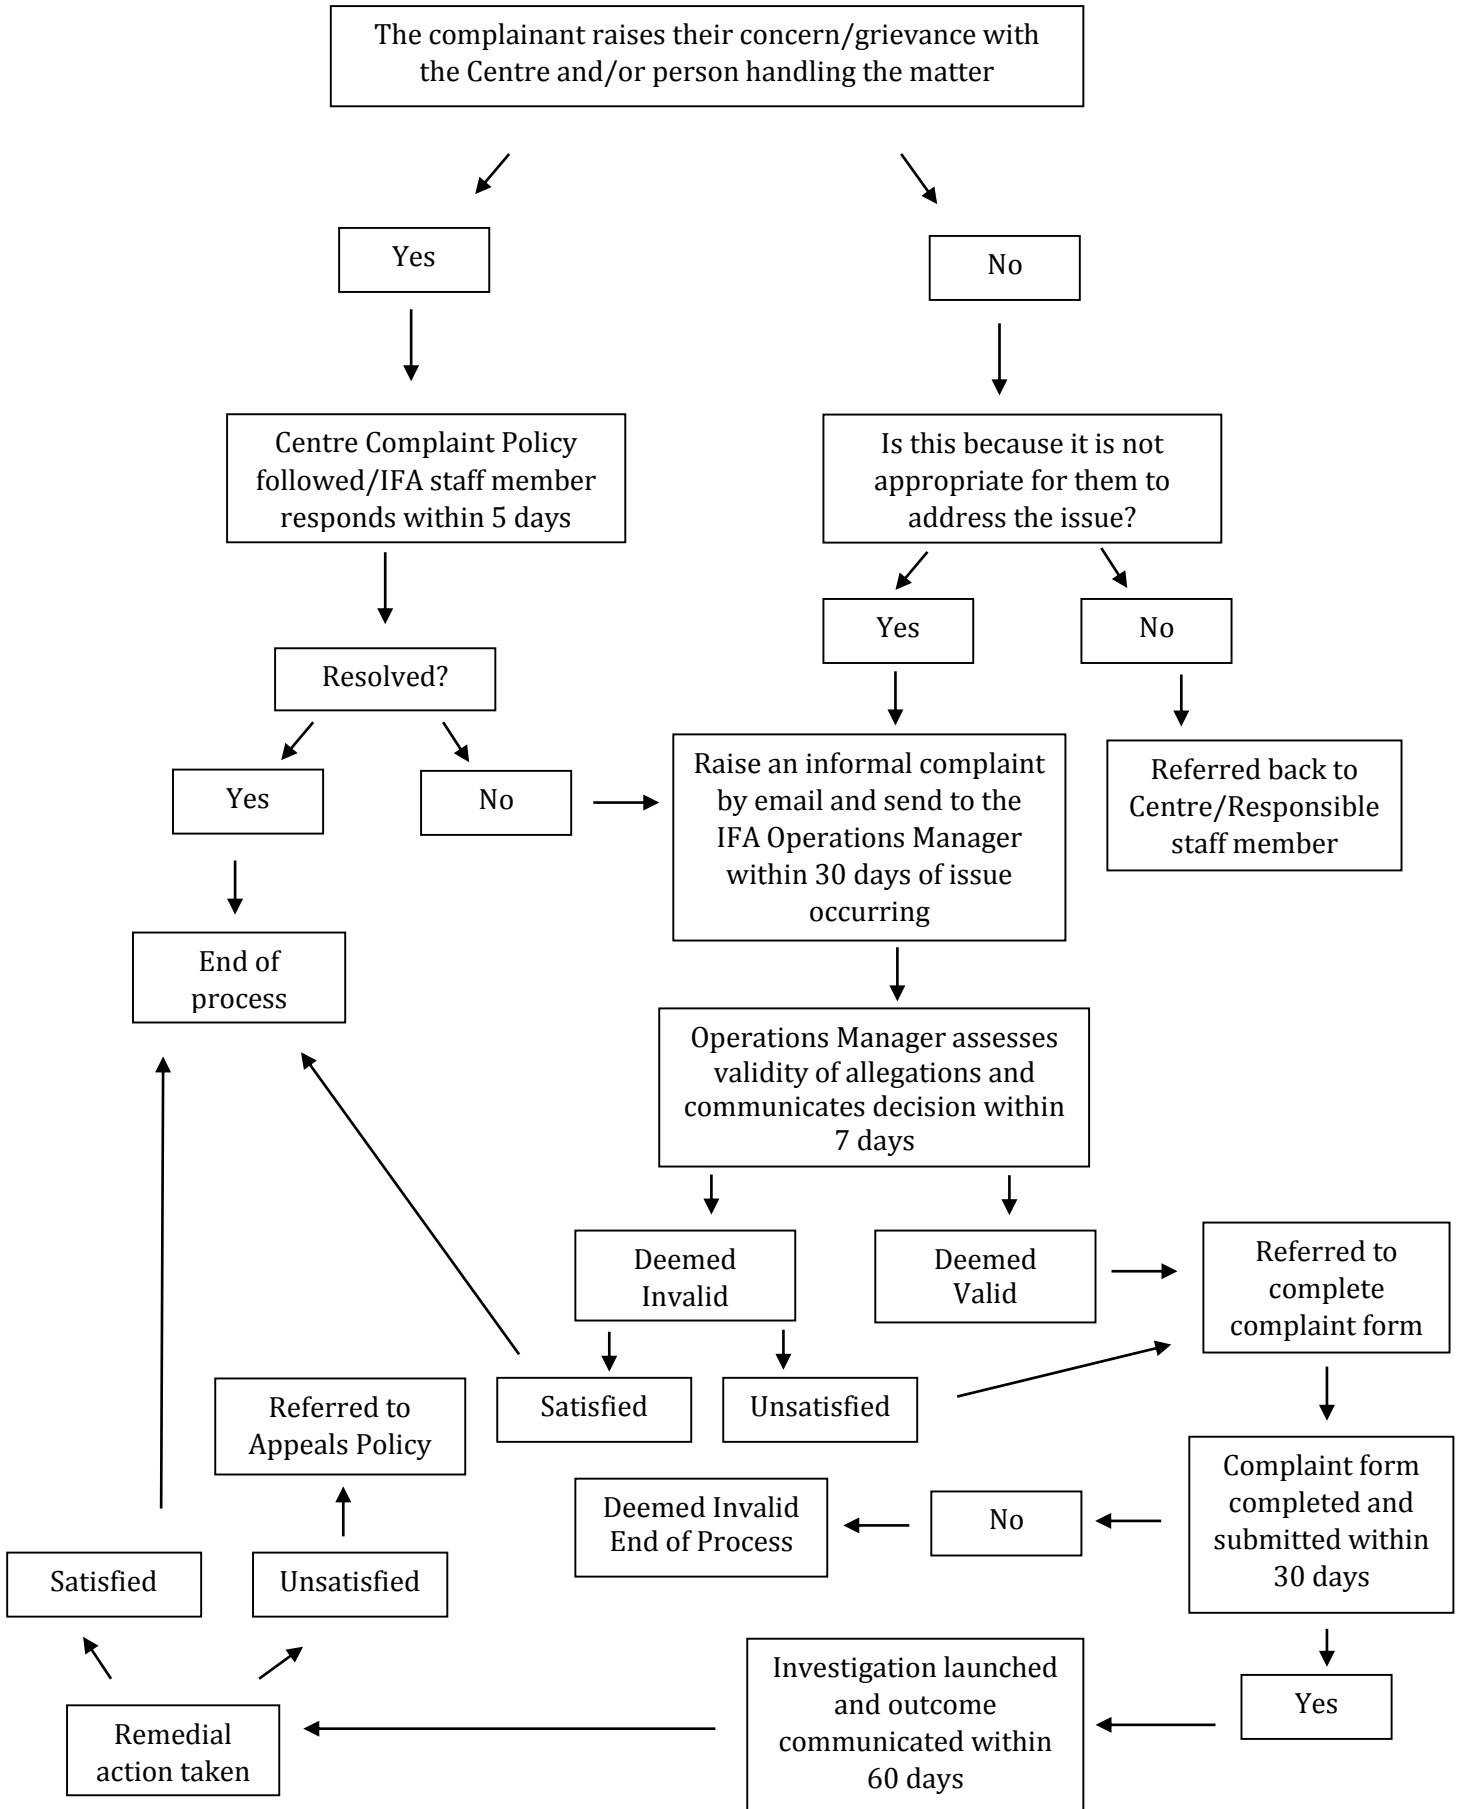 The complainant raises their concern/grievance with
the Centre and/or person handling the matter
Yes
No
Centre Complaint Policy
followed/IFA staff member
responds within 5 days
Is this because it is not
appropriate for them to
address the issue?
Yes
No
Resolved?
Yes
No
Raise an informal complaint
by email and send to the
IFA Operations Manager
within 30 days of issue
occurring
Referred back to
Centre/Responsible
staff member
End of
process
Operations Manager assesses
validity of allegations and
communicates decision within
7 days
Deemed
Invalid
Deemed
Valid
Referred to
complete
complaint form
Satisfied
Unsatisfied
Referred to
Appeals Policy
Complaint form
completed and
submitted within
30 days
No
Deemed Invalid
End of Process
Satisfied
Unsatisfied
Yes
Investigation launched
and outcome
communicated within
60 days
Remedial
action taken